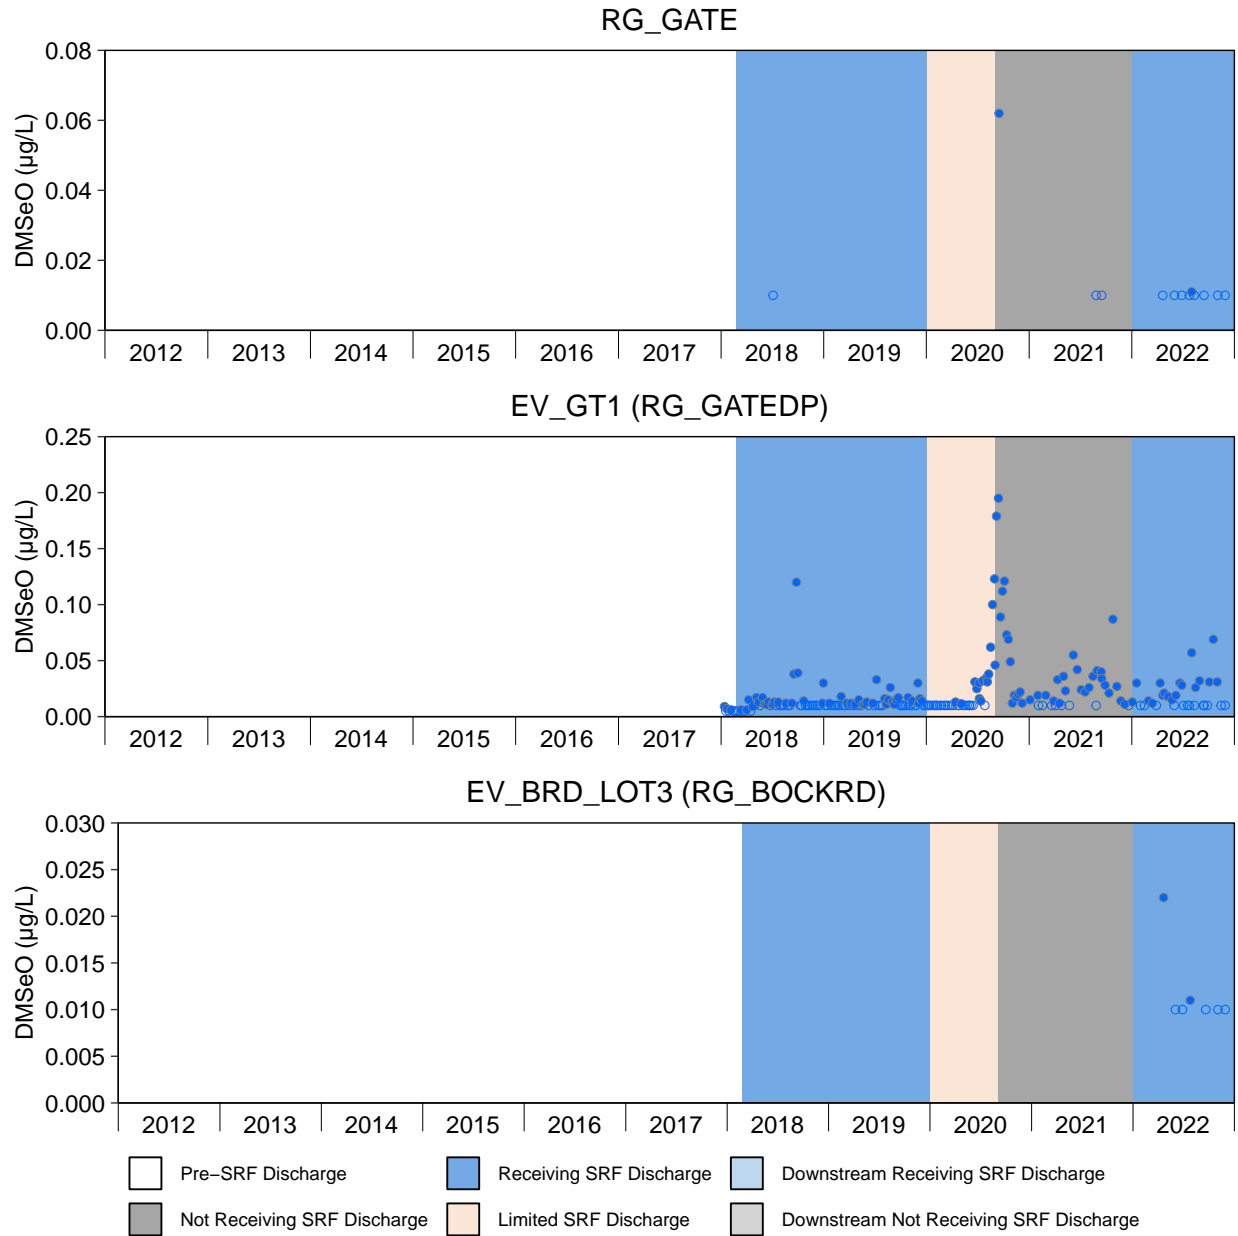 RG_GATE
DMSeO (µg/L)
0.08
0.06
0.04
0.02
0.00
2012 2013 2014 2015 2016 2017 2018 2019 2020 2021 2022
EV_GT1 (RG_GATEDP)
DMSeO (µg/L)
0.25
0.20
0.15
0.10
0.05
0.00
2012 2013 2014 2015 2016 2017 2018 2019 2020 2021 2022
EV_BRD_LOT3 (RG_BOCKRD)
DMSeO (µg/L)
0.030
0.025
0.020
0.015
0.010
0.005
0.000
2012 2013 2014 2015 2016 2017 2018 2019 2020 2021 2022
Pre−SRF Discharge Receiving SRF Discharge Downstream Receiving SRF Discharge
Not Receiving SRF Discharge Limited SRF Discharge Downstream Not Receiving SRF Discharge